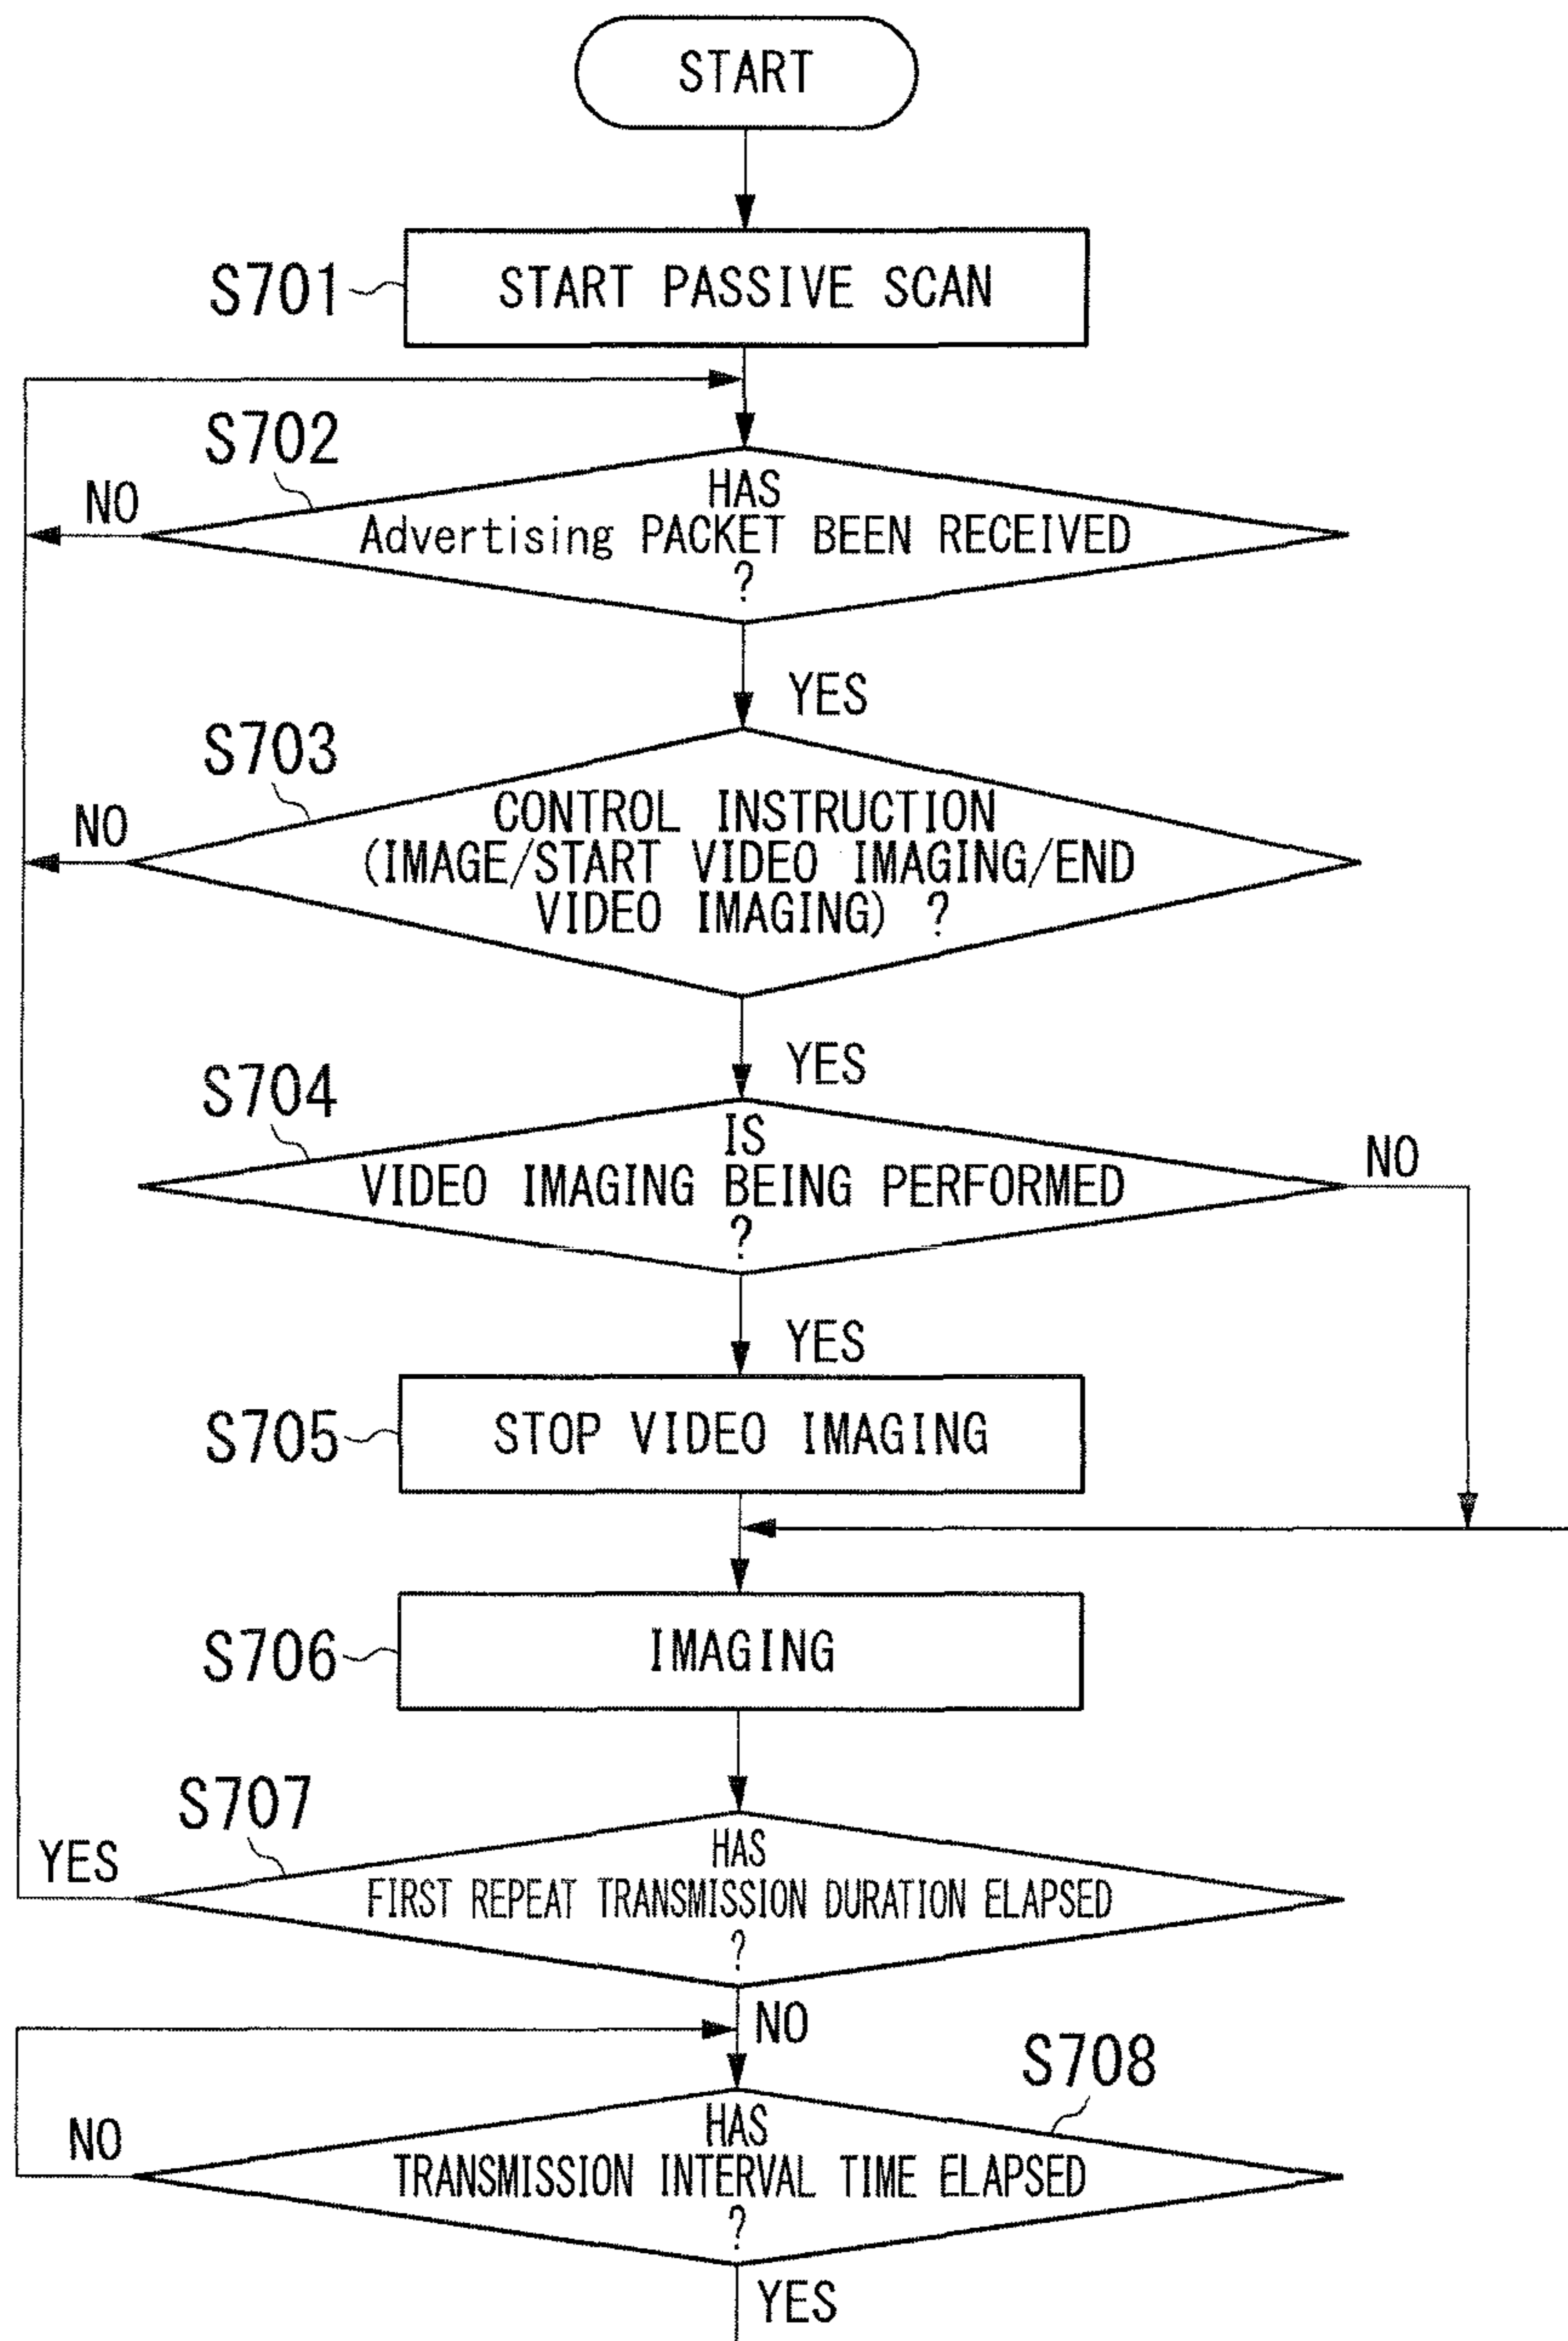 START
S701
START PASSIVE SCAN
S702
NO
HAS
Advertising PACKET BEEN RECEIVED
?
YES
S703
NO
CONTROL INSTRUCTION
(IMAGE/START VIDEO IMAGING/END
VIDEO IMAGING) ?
YES
S704
IS
VIDEO IMAGING BEING PERFORMED
?
NO
YES
S705
STOP VIDEO IMAGING
S706
IMAGING
S707
YES
HAS
FIRST REPEAT TRANSMISSION DURATION ELAPSED
?
NO
S708
NO
HAS
TRANSMISSION INTERVAL TIME ELAPSED
?
YES